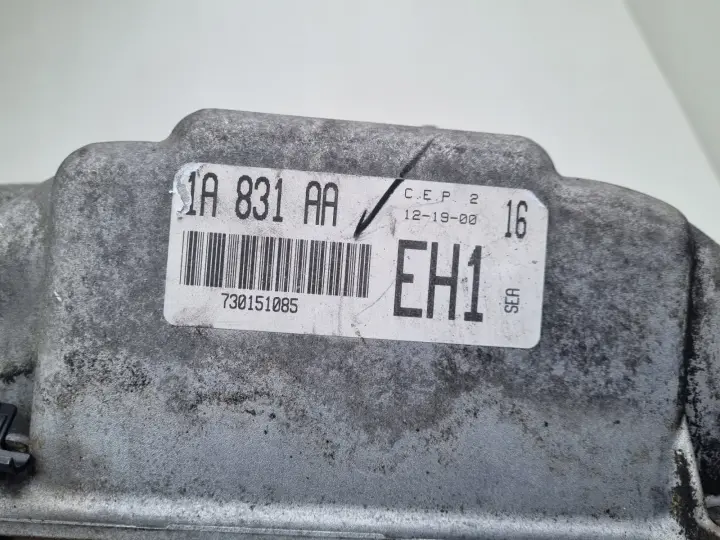 1A 831 AA
C.E.P. 2
12-19-00
16
730151085
EH1
SEA